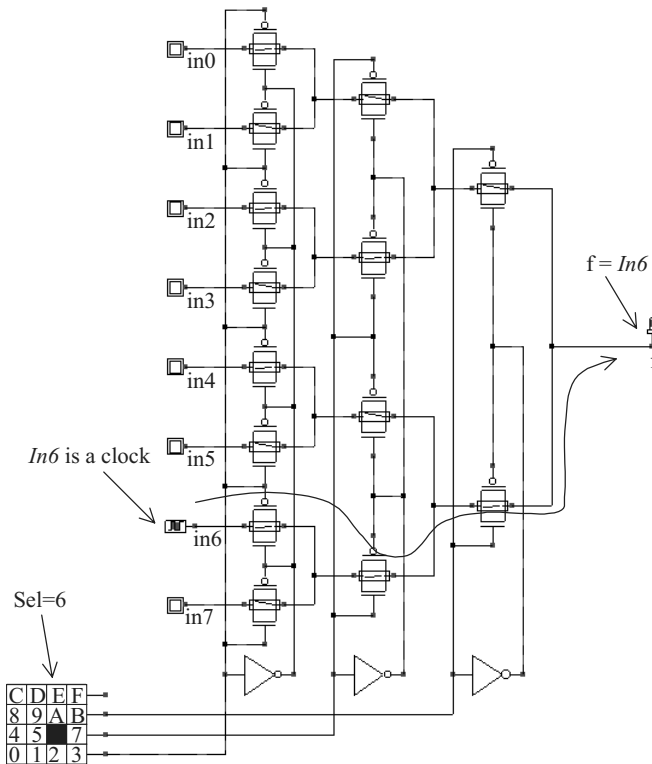 in0
in1
in2
in3
f = In6
in4
In6 is a clock
in5
in6
Sel=6
in7
C D E F
8 9 A B
4 5 7
0 1 2 3